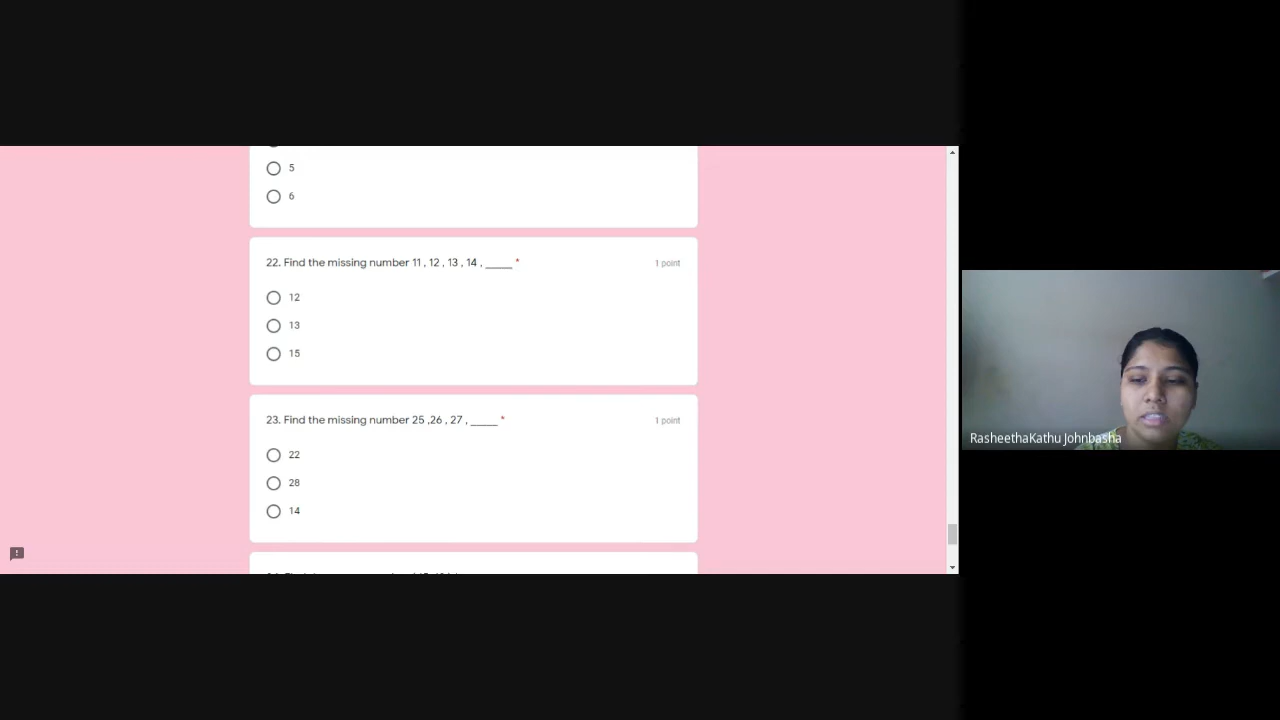 5
6
22. Find the missing number 11 , 12 , 13 , 14 , _____ *
1 point
12
13
15
23. Find the missing number 25 ,26 , 27 , _____ *
1 point
22
28
14
RasheethaKathu Johnbasha